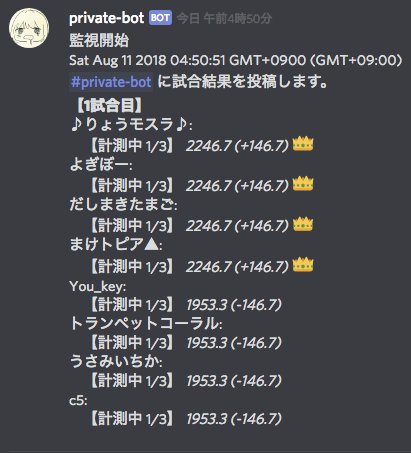 private-bot BOT 今日 午前4時50分
監視開始
Sat Aug 11 2018 04:50:51 GMT+0900 (GMT+09:00)
#private-bot に試合結果を投稿します。
【1試合目】
♪りょうモスラ♪:
【計測中 1/3】 2246.7 (+146.7) 👑
よぎぼー:
【計測中 1/3】 2246.7 (+146.7) 👑
だしまきたまご:
【計測中 1/3】 2246.7 (+146.7) 👑
まけトピア▲:
【計測中 1/3】 2246.7 (+146.7) 👑
You_key:
【計測中 1/3】 1953.3 (-146.7)
トランペットコーラル:
【計測中 1/3】 1953.3 (-146.7)
うさみいちか:
【計測中 1/3】 1953.3 (-146.7)
c5:
【計測中 1/3】 1953.3 (-146.7)